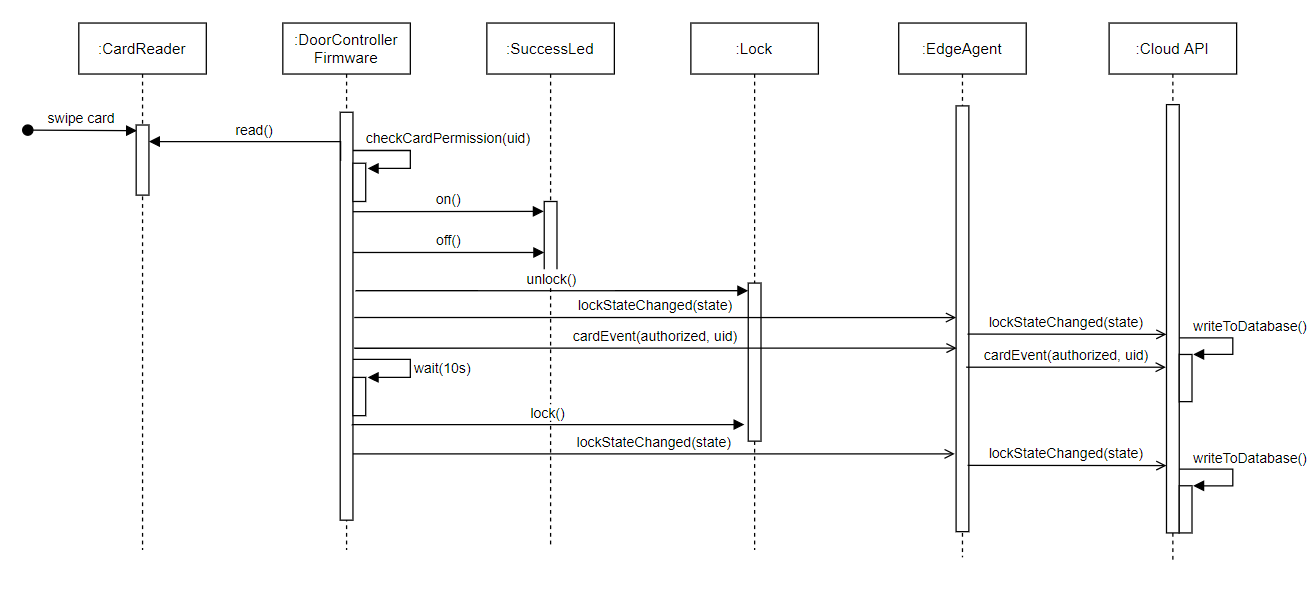 :CardReader
:DoorController
Firmware
:SuccessLed
:Lock
:EdgeAgent
:Cloud API
swipe card
read()
checkCardPermission(uid)
on()
off()
unlock()
lockStateChanged(state)
lockStateChanged(state)
writeToDatabase()
cardEvent(authorized, uid)
cardEvent(authorized, uid)
wait(10s)
lock()
lockStateChanged(state)
lockStateChanged(state)
writeToDatabase()